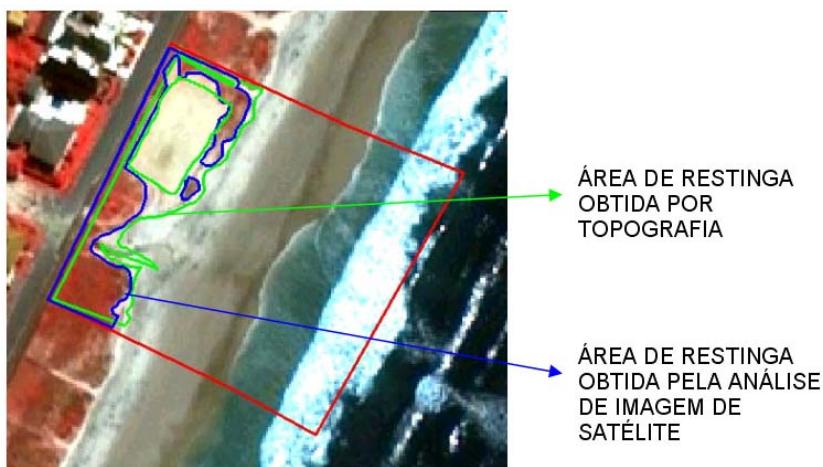 ÁREA DE RESTINGA
OBTIDA POR
TOPOGRAFIA
ÁREA DE RESTINGA
OBTIDA PELA ANÁLISE
DE IMAGEM DE
SATÉLITE